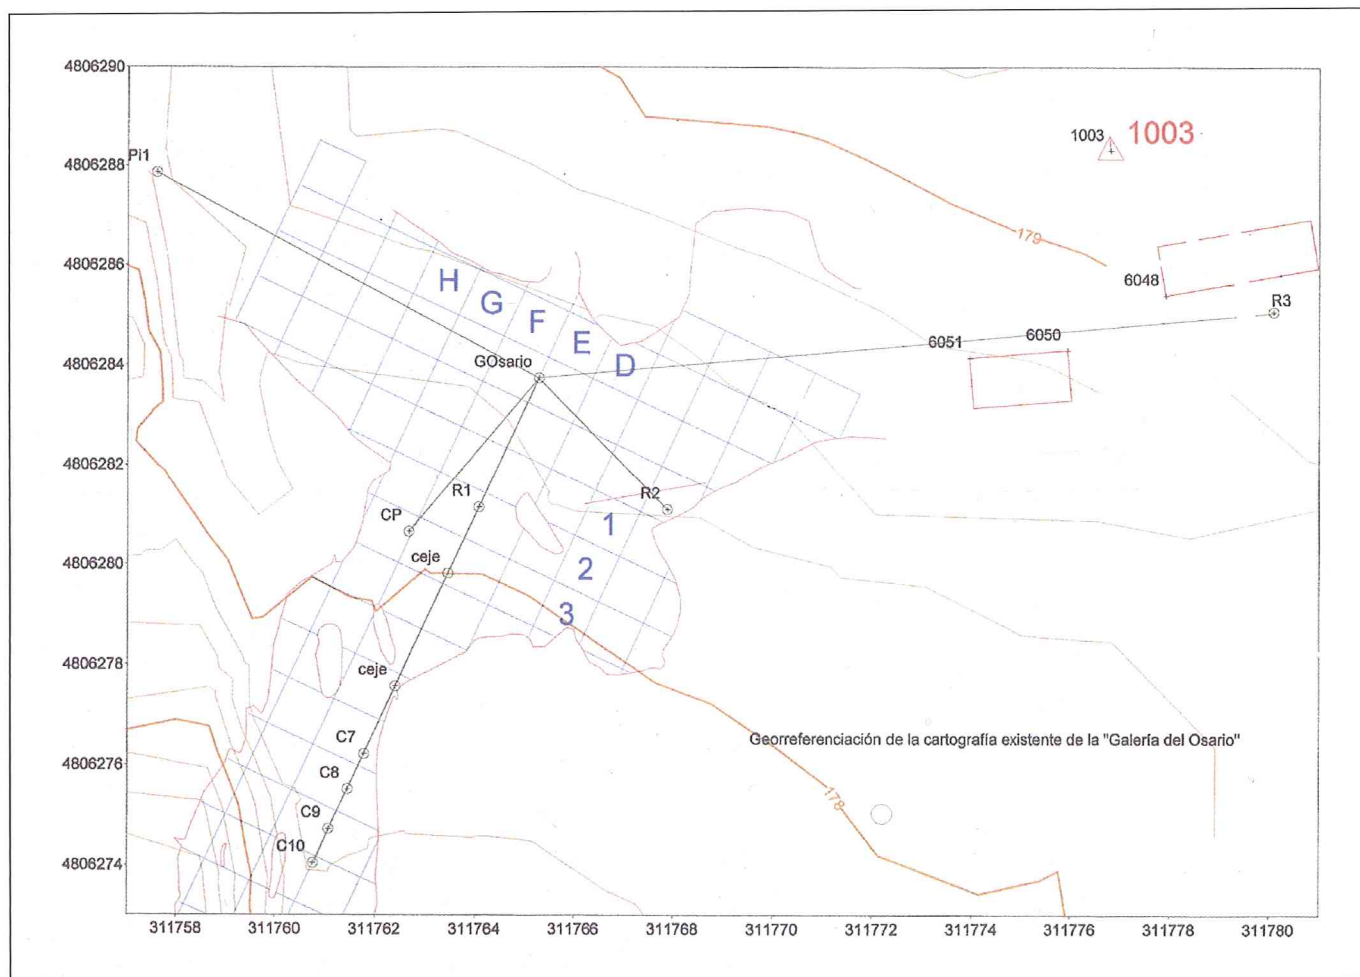 4806290
4806288
4806286
4806284
4806282
4806280
4806278
4806276
4806274
Pi1
1003 1003
179
6048
R3
6051 6050
H
G
F
E
D
GOsario
R1
R2
CP
ceje
1
2
3
ceje
C7
C8
C9
C10
Georreferenciación de la cartografía existente de la "Galería del Osario"
178
311758 311760 311762 311764 311766 311768 311770 311772 311774 311776 311778 311780